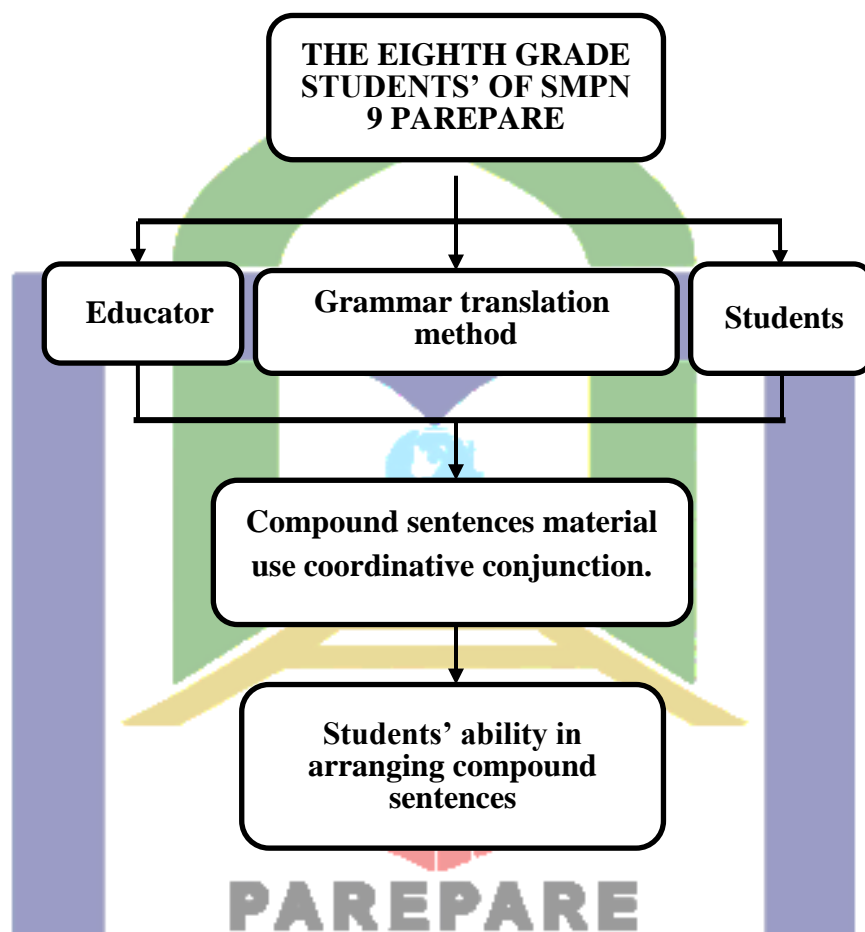 THE EIGHTH GRADE
STUDENTS’ OF SMPN
9 PAREPARE
Educator
Grammar translation
method
Students
Compound sentences material
use coordinative conjunction.
Students’ ability in
arranging compound
sentences
PAREPARE